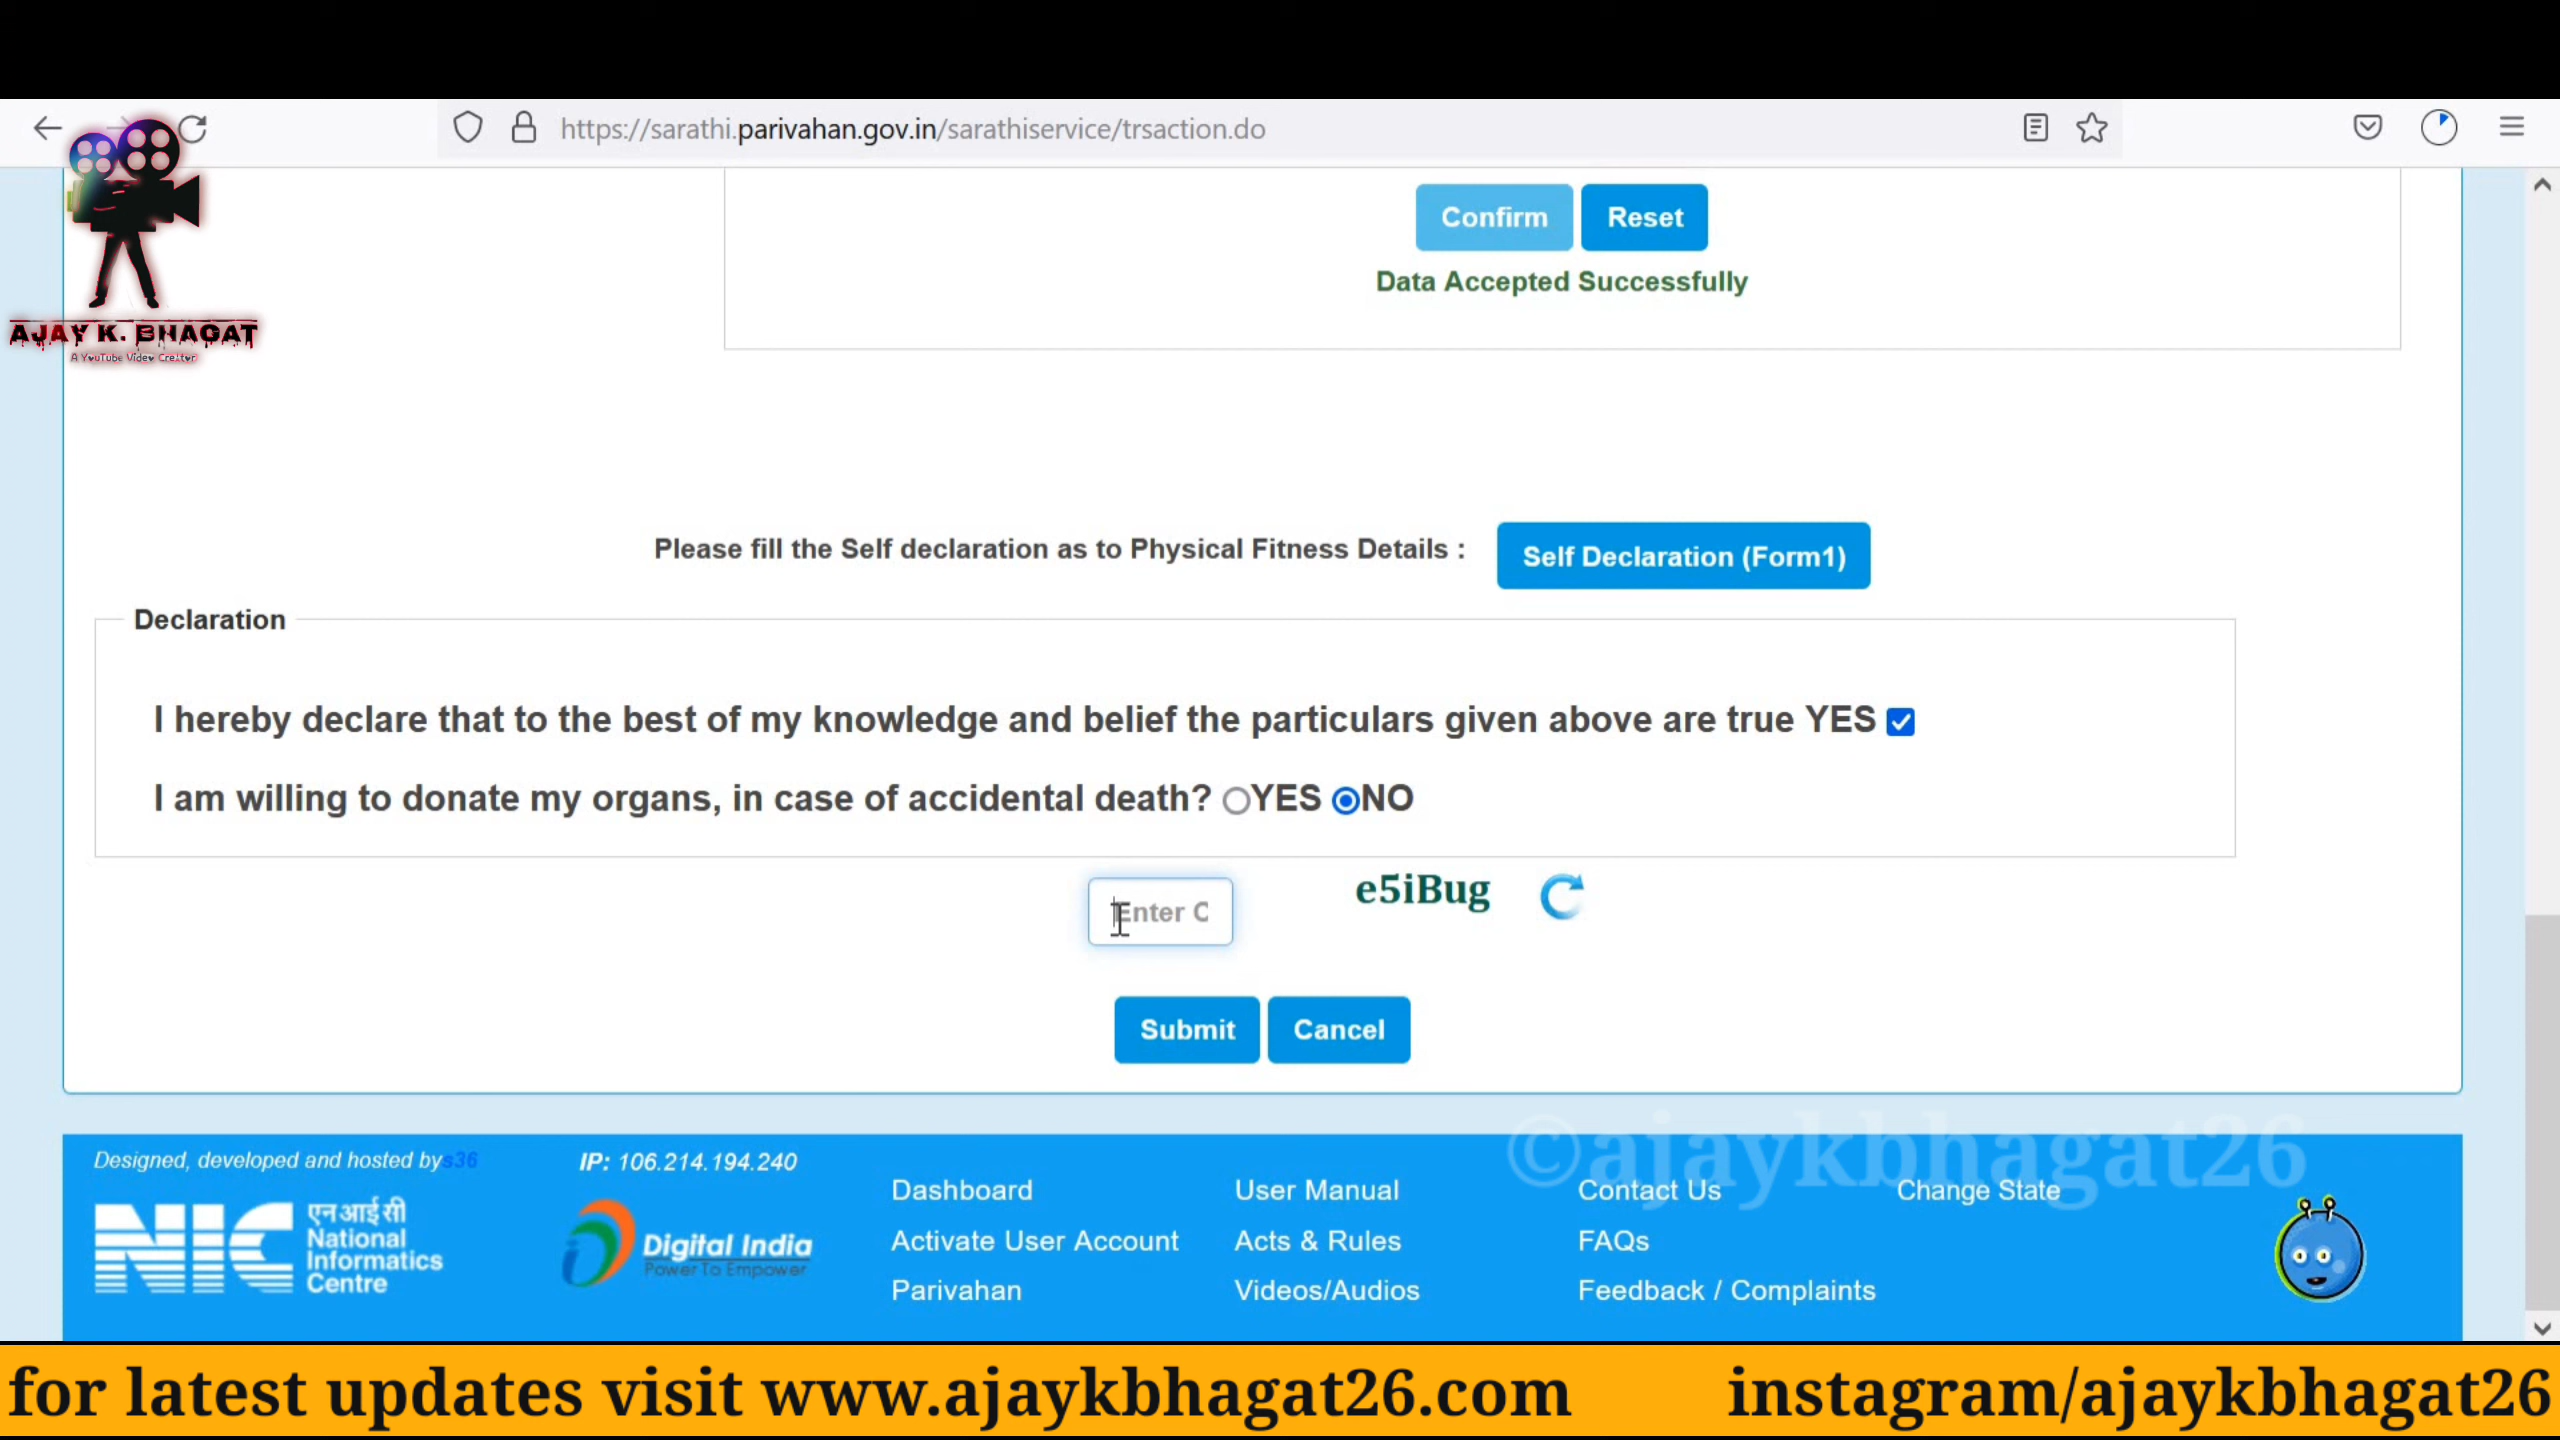 https://sarathi.parivahan.gov.in/sarathiservice/trsaction.do
AJAY K. BHAGAT
A YouTube Video Creator
Confirm
Reset
Data Accepted Successfully
Please fill the Self declaration as to Physical Fitness Details :
Self Declaration (Form1)
Declaration
I hereby declare that to the best of my knowledge and belief the particulars given above are true YES
I am willing to donate my organs, in case of accidental death? YES NO
Enter C
e5iBug
Submit
Cancel
©ajaykbhagat26
Designed, developed and hosted by s36
IP: 106.214.194.240
Dashboard
User Manual
Contact Us
Change State
NIC
एनआईसी
National
Informatics
Centre
Digital India
Power To Empower
Activate User Account
Acts & Rules
FAQs
Parivahan
Videos/Audios
Feedback / Complaints
for latest updates visit www.ajaykbhagat26.com
instagram/ajaykbhagat26